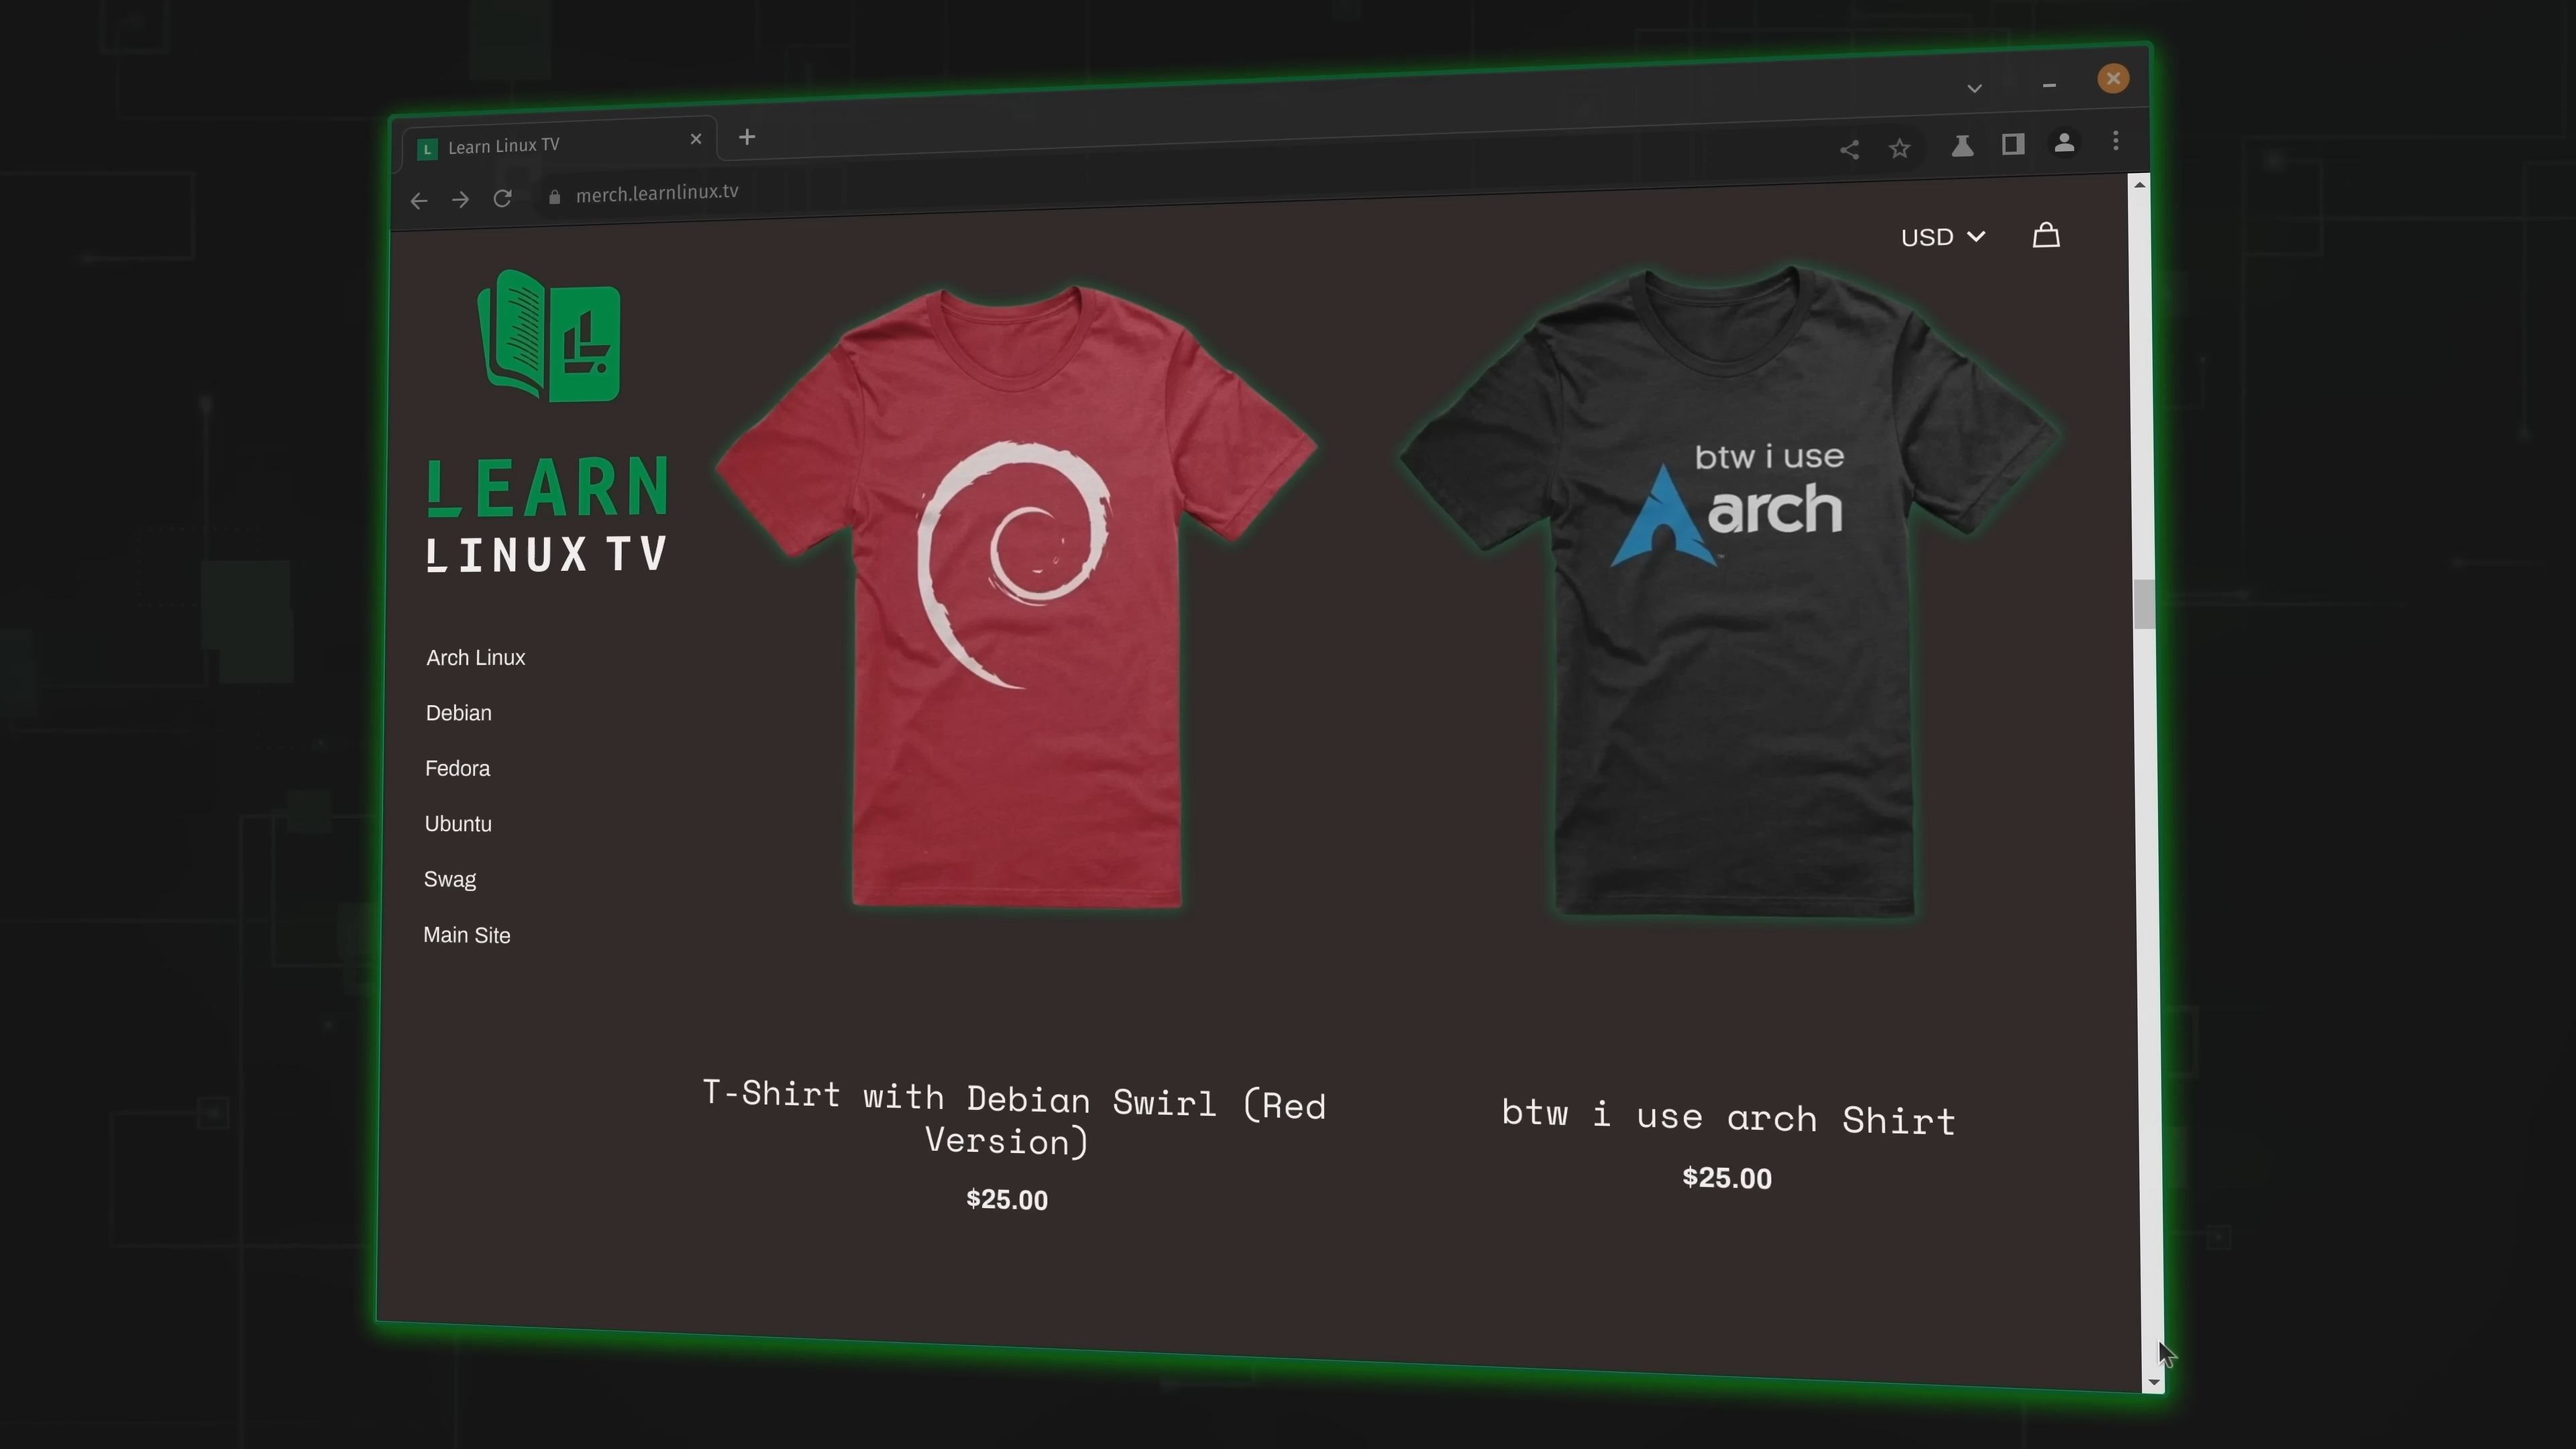 L Learn Linux TV
merch.learnlinux.tv
USD
LEARN
LINUX TV
Arch Linux
Debian
Fedora
Ubuntu
Swag
Main Site
btw i use
arch
T-Shirt with Debian Swirl (Red
Version)
$25.00
btw i use arch Shirt
$25.00